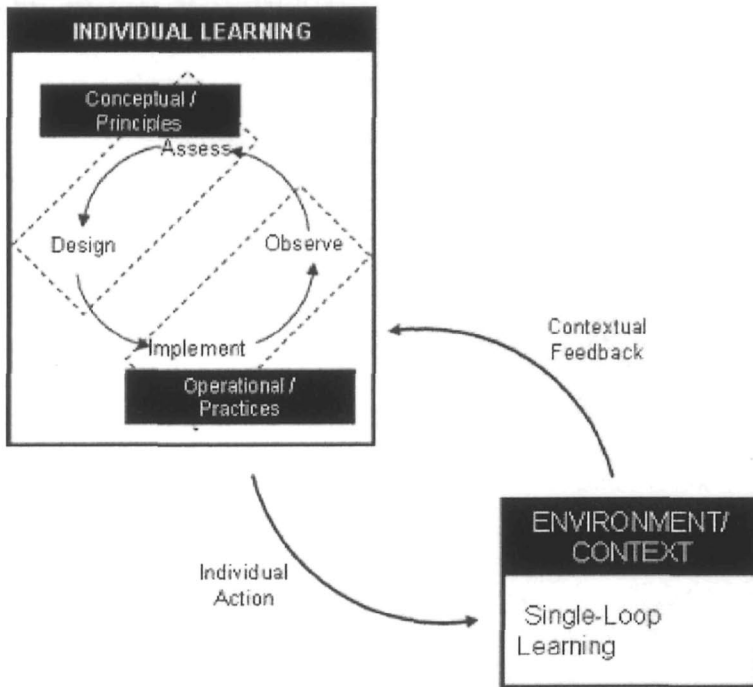 INDIVIDUAL LEARNING
Conceptual /
Principles
Assess
Design
Observe
Implement
Operational /
Practices
Contextual
Feedback
Individual
Action
ENVIRONMENT/
CONTEXT
Single-Loop
Learning